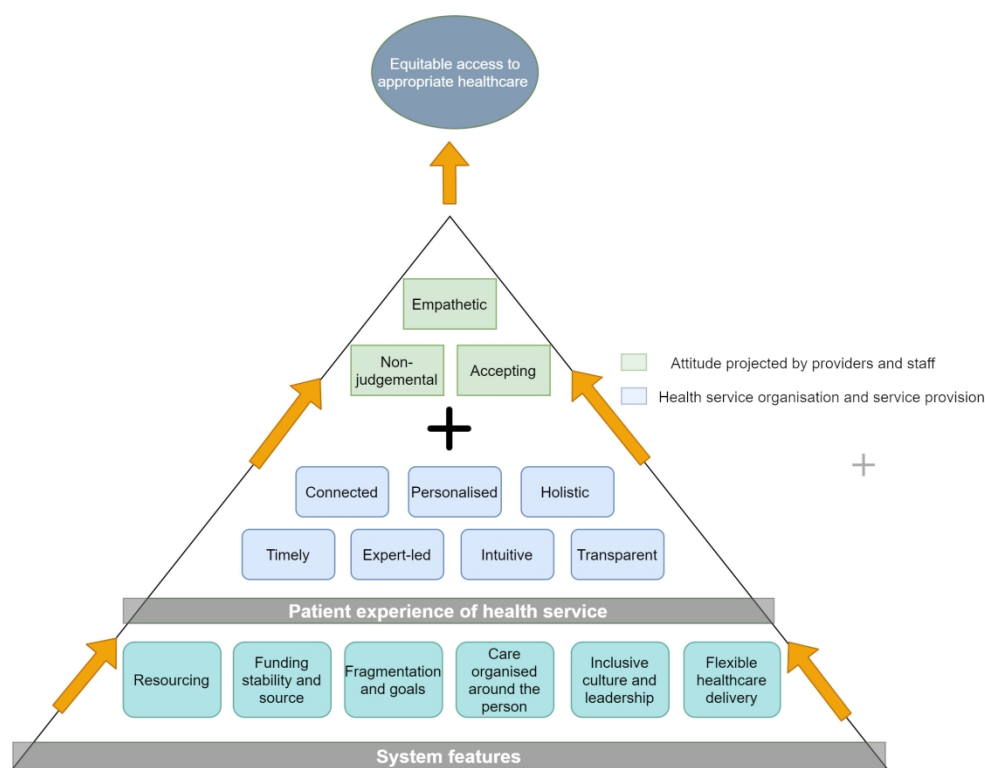 Equitable access to
appropriate healthcare
Empathetic
Non-
judgemental
Accepting
Attitude projected by providers and staff
Health service organisation and service provision
Connected
Personalised
Holistic
Timely
Expert-led
Intuitive
Transparent
Patient experience of health service
Resourcing
Funding
stability and
source
Fragmentation
and goals
Care
organised
around the
person
Inclusive
culture and
leadership
Flexible
healthcare
delivery
System features